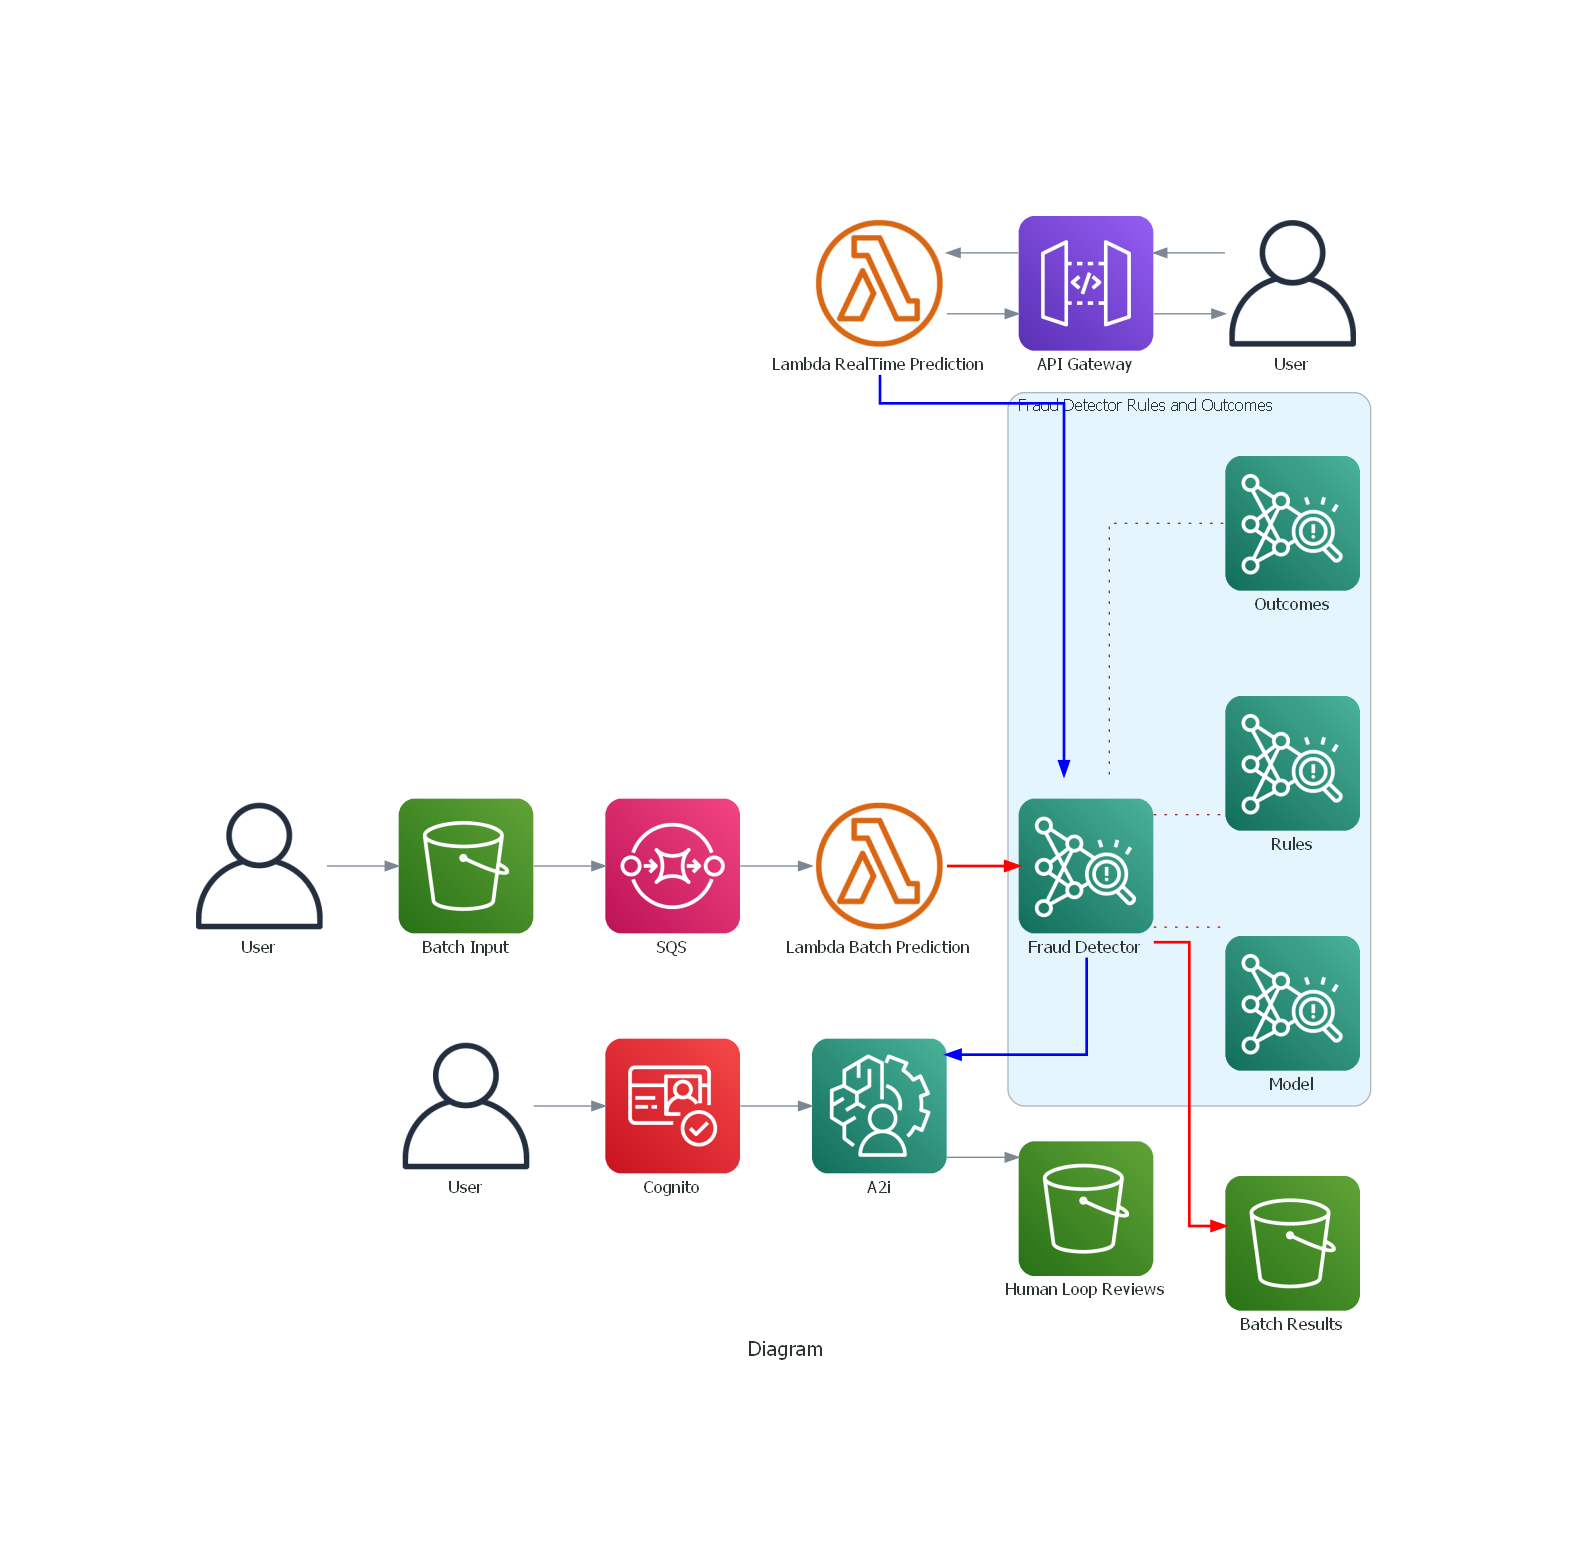 Lambda RealTime Prediction
API Gateway
User
Fraud Detector Rules and Outcomes
Outcomes
Rules
User
Batch Input
SQS
Lambda Batch Prediction
Fraud Detector
Model
User
Cognito
A2i
Human Loop Reviews
Batch Results
Diagram